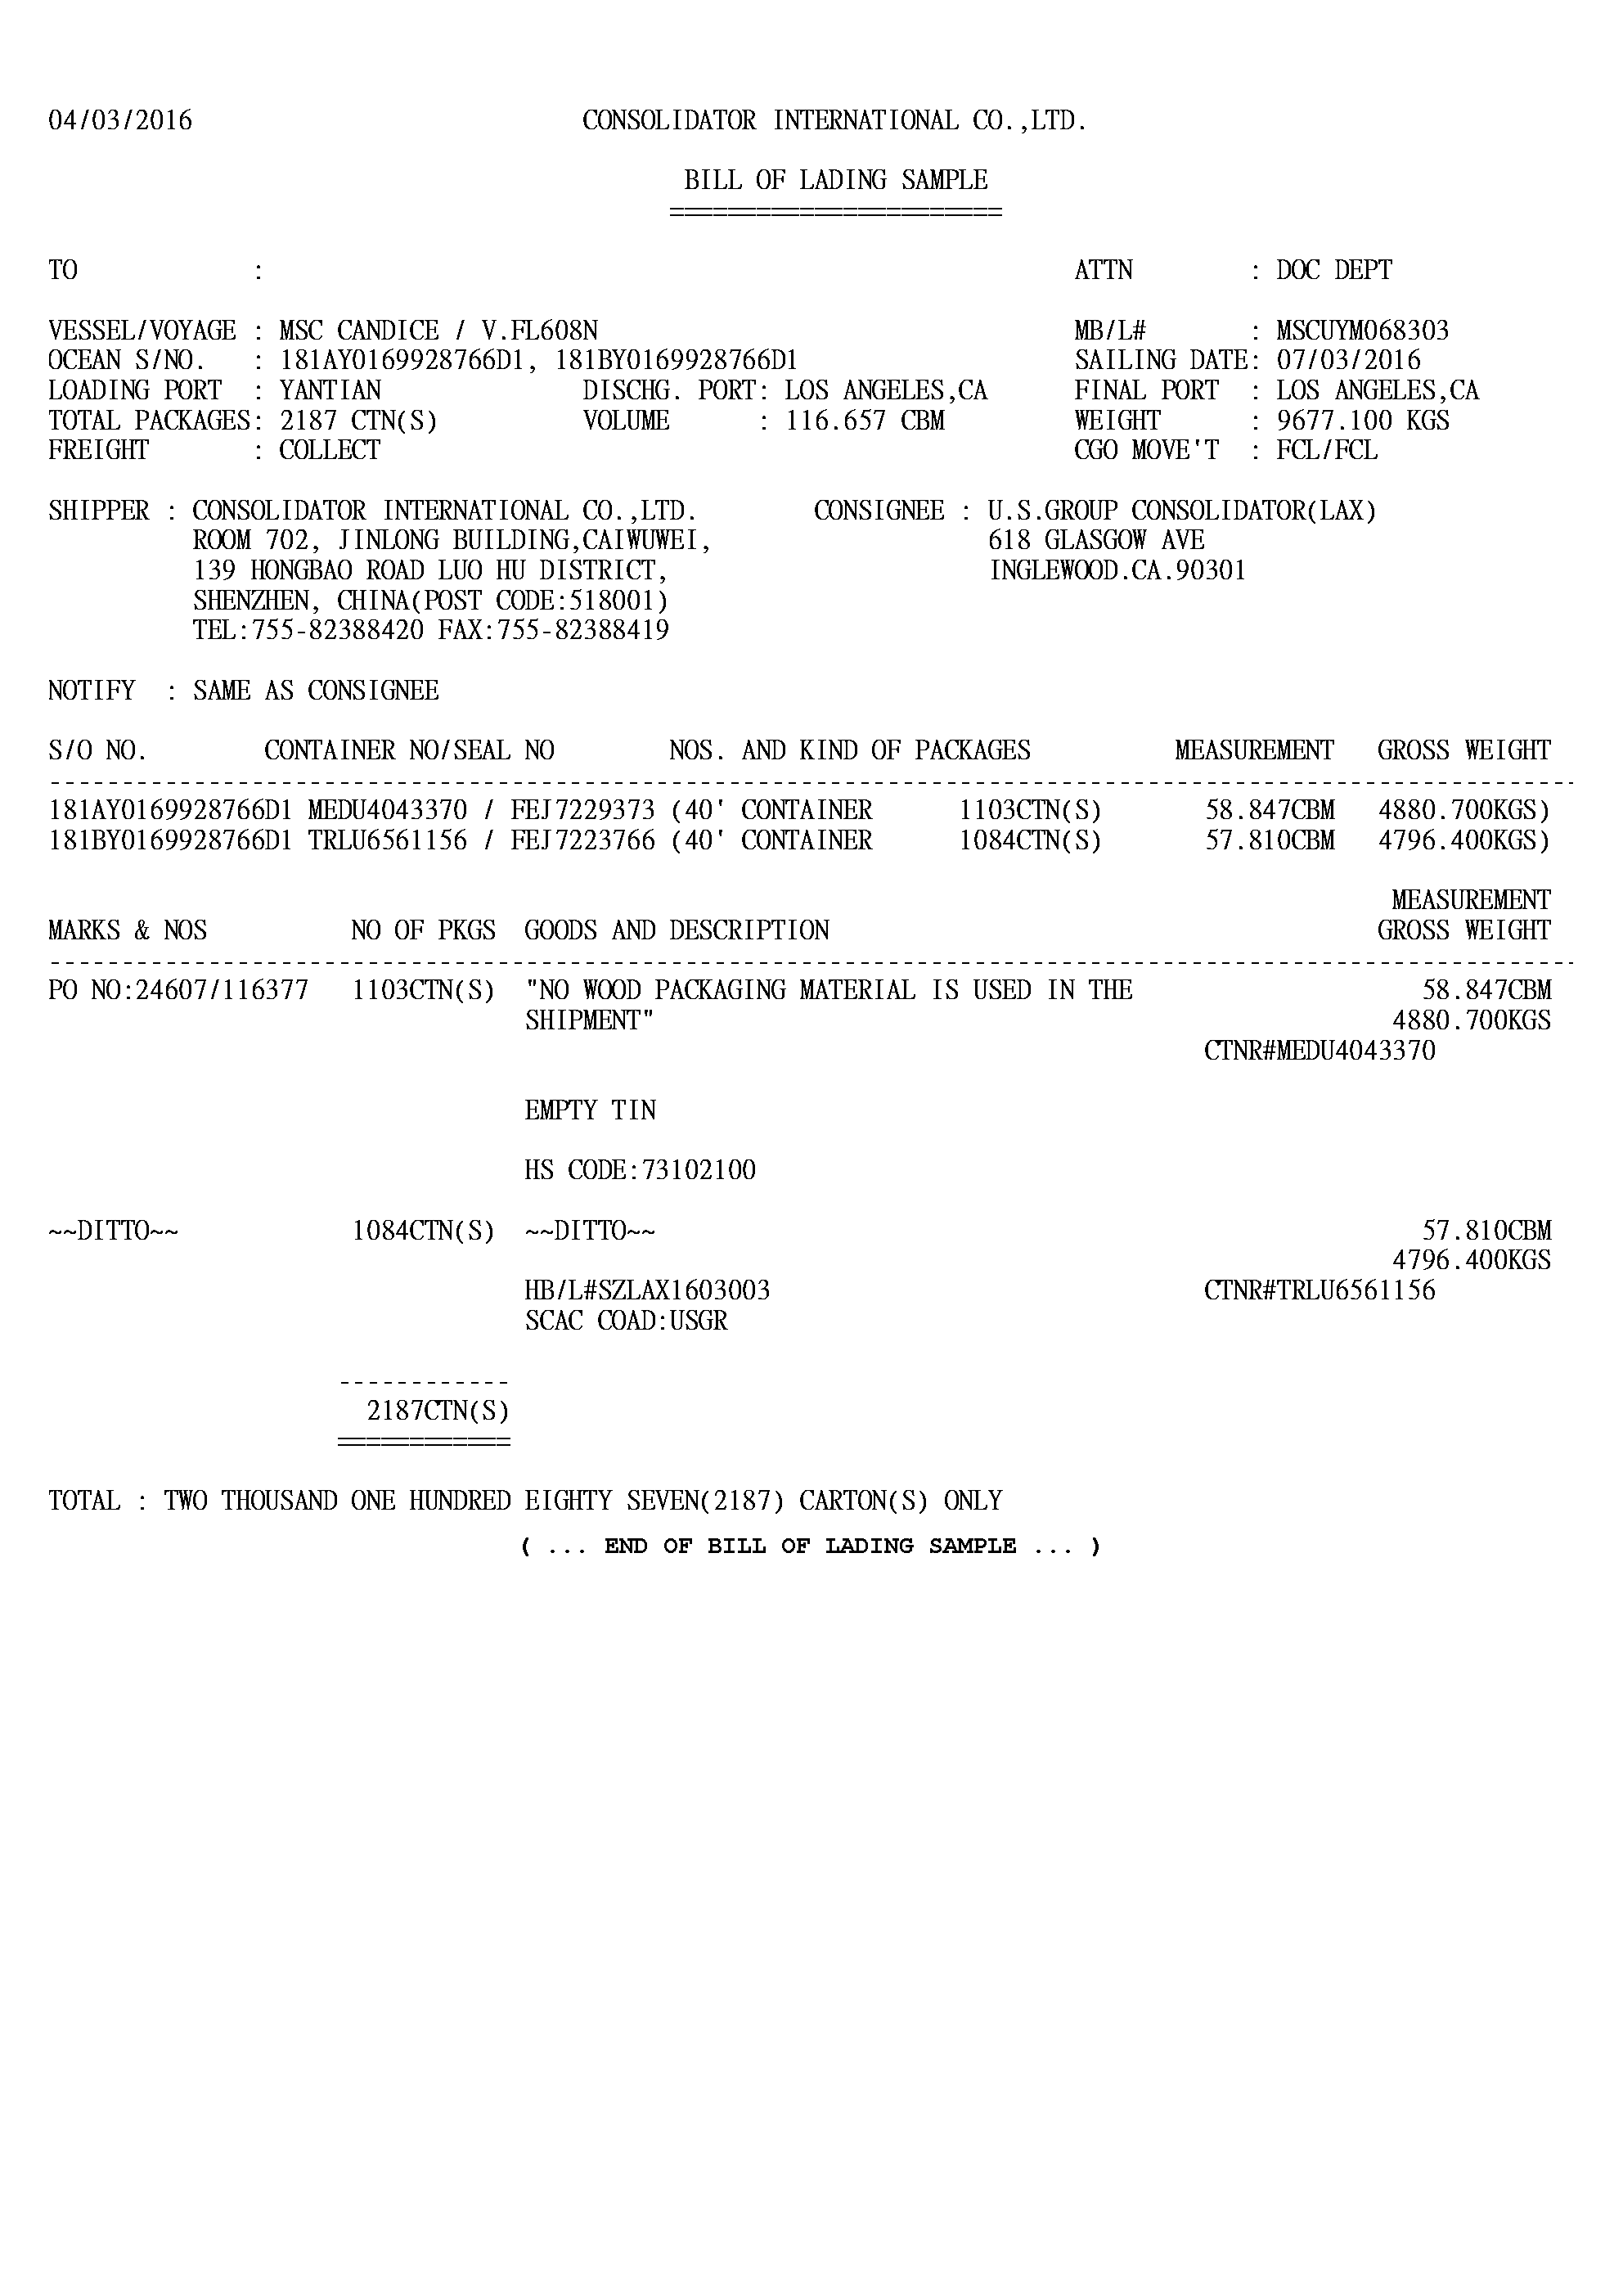 04/03/2016 CONSOLIDATOR INTERNATIONAL CO.,LTD.
BILL OF LADING SAMPLE
=======================
TO : ATTN : DOC DEPT
VESSEL/VOYAGE : MSC CANDICE / V.FL608N MB/L# : MSCUYM068303
OCEAN S/NO. : 181AY0169928766D1, 181BY0169928766D1 SAILING DATE: 07/03/2016
LOADING PORT : YANTIAN DISCHG. PORT: LOS ANGELES,CA FINAL PORT : LOS ANGELES,CA
TOTAL PACKAGES: 2187 CTN(S) VOLUME : 116.657 CBM WEIGHT : 9677.100 KGS
FREIGHT : COLLECT CGO MOVE'T : FCL/FCL
SHIPPER : CONSOLIDATOR INTERNATIONAL CO.,LTD. CONSIGNEE : U.S.GROUP CONSOLIDATOR(LAX)
ROOM 702, JINLONG BUILDING,CAIWUWEI, 618 GLASGOW AVE
139 HONGBAO ROAD LUO HU DISTRICT, INGLEWOOD.CA.90301
SHENZHEN, CHINA(POST CODE:518001)
TEL:755-82388420 FAX:755-82388419
NOTIFY : SAME AS CONSIGNEE
S/O NO. CONTAINER NO/SEAL NO NOS. AND KIND OF PACKAGES MEASUREMENT GROSS WEIGHT
181AY0169928766D1 MEDU4043370 / FEJ7229373 (40' CONTAINER 1103CTN(S) 58.847CBM 4880.700KGS)
181BY0169928766D1 TRLU6561156 / FEJ7223766 (40' CONTAINER 1084CTN(S) 57.810CBM 4796.400KGS)
MEASUREMENT
MARKS & NOS NO OF PKGS GOODS AND DESCRIPTION GROSS WEIGHT
PO NO:24607/116377 1103CTN(S) "NO WOOD PACKAGING MATERIAL IS USED IN THE 58.847CBM
SHIPMENT" 4880.700KGS
CTNR#MEDU4043370
EMPTY TIN
HS CODE:73102100
~~DITTO~~ 1084CTN(S) ~~DITTO~~ 57.810CBM
4796.400KGS
HB/L#SZLAX1603003 CTNR#TRLU6561156
SCAC COAD:USGR
------------
2187CTN(S)
============
TOTAL : TWO THOUSAND ONE HUNDRED EIGHTY SEVEN(2187) CARTON(S) ONLY
( ... END OF BILL OF LADING SAMPLE ... )